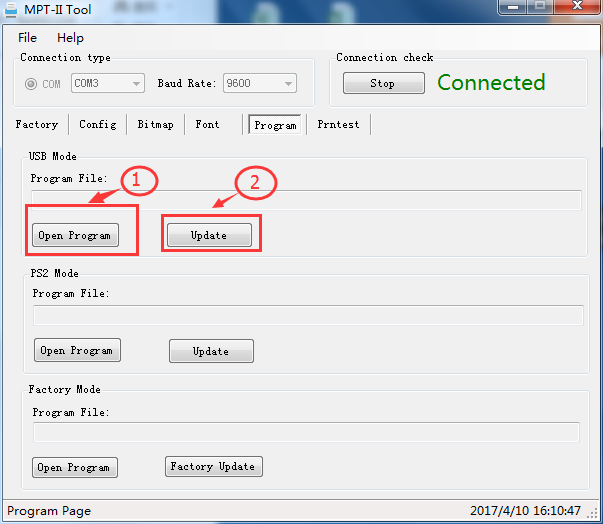 MPT-II Tool
File Help
Connection type
COM COM3 Baud Rate: 9600
Connection check
Stop Connected
Factory Config Bitmap Font Program Prntest
USB Mode
Program File:
1 2
Open Program Update
PS2 Mode
Program File:
Open Program Update
Factory Mode
Program File:
Open Program Factory Update
Program Page 2017/4/10 16:10:47